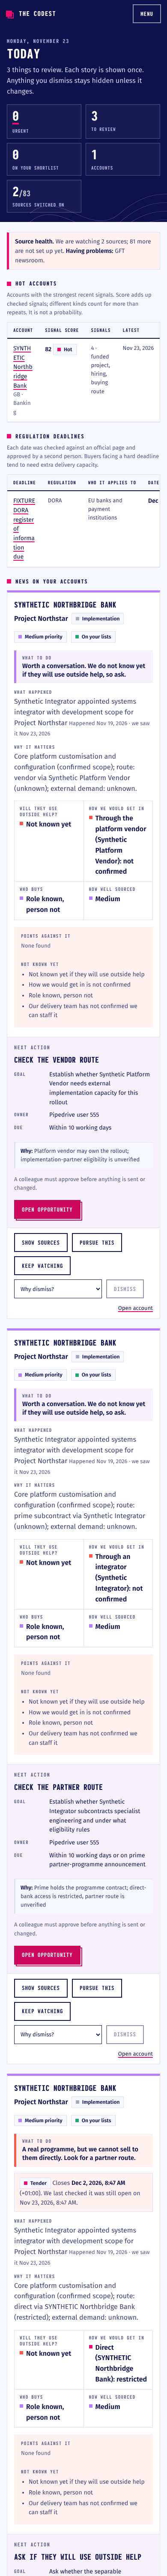 THE CODEST
MENU
MONDAY, NOVEMBER 23
TODAY
3 things to review. Each story is shown once.
Anything you dismiss stays hidden unless it
changes.
0
URGENT
3
TO REVIEW
0
ON YOUR SHORTLIST
1
ACCOUNTS
2/83
SOURCES SWITCHED ON
Source health. We are watching 2 sources; 81 more
are not set up yet. Having problems: GFT
newsroom.
HOT ACCOUNTS
Accounts with the strongest recent signals. Score adds up
checked signals; different kinds count for more than
repeats. It is not a probability.
ACCOUNT SIGNAL SCORE SIGNALS LATEST
SYNTH
ETIC
Northb
ridge
Bank
GB ·
Bankin
g
82 Hot
4 ·
funded
project,
hiring,
buying
route
Nov 23, 2026
REGULATION DEADLINES
Each date was checked against an official page and
approved by a second person. Buyers facing a hard deadline
tend to need extra delivery capacity.
DEADLINE REGULATION WHO IT APPLIES TO DATE
FIXTURE
DORA
register
of
informa
tion
due
DORA
EU banks and
payment
institutions
Dec
NEWS ON YOUR ACCOUNTS
SYNTHETIC NORTHBRIDGE BANK
Project Northstar Implementation
Medium priority On your lists
WHAT TO DO
Worth a conversation. We do not know yet
if they will use outside help, so ask.
WHAT HAPPENED
Synthetic Integrator appointed systems
integrator with development scope for
Project Northstar Happened Nov 19, 2026 · we saw
it Nov 23, 2026
WHY IT MATTERS
Core platform customisation and
configuration (confirmed scope); route:
vendor via Synthetic Platform Vendor
(unknown); external demand: unknown.
WILL THEY USE
OUTSIDE HELP?
Not known yet
HOW WE WOULD GET IN
Through the
platform vendor
(Synthetic
Platform
Vendor): not
confirmed
WHO BUYS
Role known,
person not
HOW WELL SOURCED
Medium
POINTS AGAINST IT
None found
NOT KNOWN YET
Not known yet if they will use outside help
How we would get in is not confirmed
Role known, person not
Our delivery team has not confirmed we
can staff it
NEXT ACTION
CHECK THE VENDOR ROUTE
GOAL Establish whether Synthetic Platform
Vendor needs external
implementation capacity for this
rollout
OWNER Pipedrive user 555
DUE Within 10 working days
Why: Platform vendor may own the rollout;
implementation-partner eligibility is unverified
A colleague must approve before anything is sent or
changed.
OPEN OPPORTUNITY
SHOW SOURCES
PURSUE THIS
KEEP WATCHING
Why dismiss?
DISMISS
Open account
SYNTHETIC NORTHBRIDGE BANK
Project Northstar Implementation
Medium priority On your lists
WHAT TO DO
Worth a conversation. We do not know yet
if they will use outside help, so ask.
WHAT HAPPENED
Synthetic Integrator appointed systems
integrator with development scope for
Project Northstar Happened Nov 19, 2026 · we saw
it Nov 23, 2026
WHY IT MATTERS
Core platform customisation and
configuration (confirmed scope); route:
prime subcontract via Synthetic Integrator
(unknown); external demand: unknown.
WILL THEY USE
OUTSIDE HELP?
Not known yet
HOW WE WOULD GET IN
Through an
integrator
(Synthetic
Integrator): not
confirmed
WHO BUYS
Role known,
person not
HOW WELL SOURCED
Medium
POINTS AGAINST IT
None found
NOT KNOWN YET
Not known yet if they will use outside help
How we would get in is not confirmed
Role known, person not
Our delivery team has not confirmed we
can staff it
NEXT ACTION
CHECK THE PARTNER ROUTE
GOAL Establish whether Synthetic
Integrator subcontracts specialist
engineering and under what
eligibility rules
OWNER Pipedrive user 555
DUE Within 10 working days or on prime
partner-programme announcement
Why: Prime holds the programme contract; direct-
bank access is restricted, partner route is
unverified
A colleague must approve before anything is sent or
changed.
OPEN OPPORTUNITY
SHOW SOURCES
PURSUE THIS
KEEP WATCHING
Why dismiss?
DISMISS
Open account
SYNTHETIC NORTHBRIDGE BANK
Project Northstar Implementation
Medium priority On your lists
WHAT TO DO
A real programme, but we cannot sell to
them directly. Look for a partner route.
Tender Closes Dec 2, 2026, 8:47 AM
(+01:00). We last checked it was still open on
Nov 23, 2026, 8:47 AM.
WHAT HAPPENED
Synthetic Integrator appointed systems
integrator with development scope for
Project Northstar Happened Nov 19, 2026 · we saw
it Nov 23, 2026
WHY IT MATTERS
Core platform customisation and
configuration (confirmed scope); route:
direct via SYNTHETIC Northbridge Bank
(restricted); external demand: unknown.
WILL THEY USE
OUTSIDE HELP?
Not known yet
HOW WE WOULD GET IN
Direct
(SYNTHETIC
Northbridge
Bank): restricted
WHO BUYS
Role known,
person not
HOW WELL SOURCED
Medium
POINTS AGAINST IT
None found
NOT KNOWN YET
Not known yet if they will use outside help
Role known, person not
Our delivery team has not confirmed we
can staff it
NEXT ACTION
ASK IF THEY WILL USE OUTSIDE HELP
GOAL Ask whether the separable